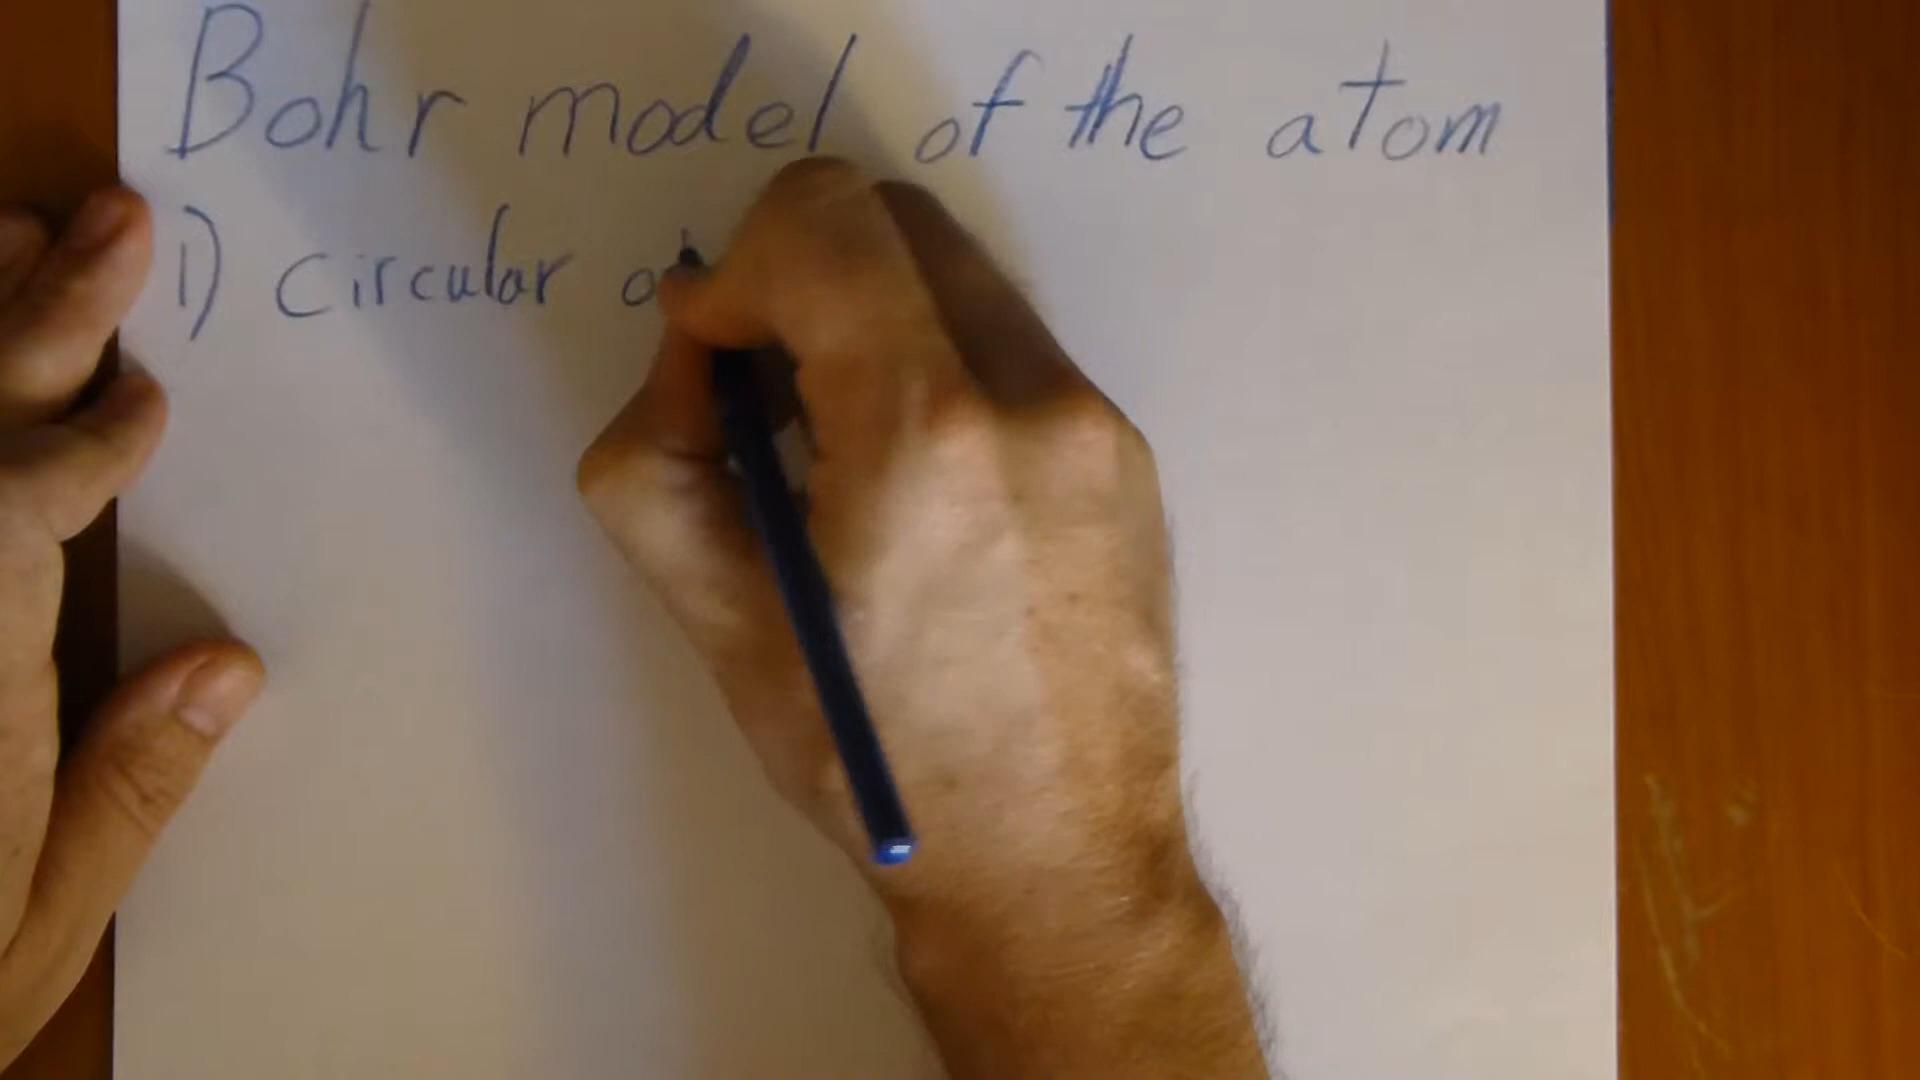 Bohr model of the atom
1) circular